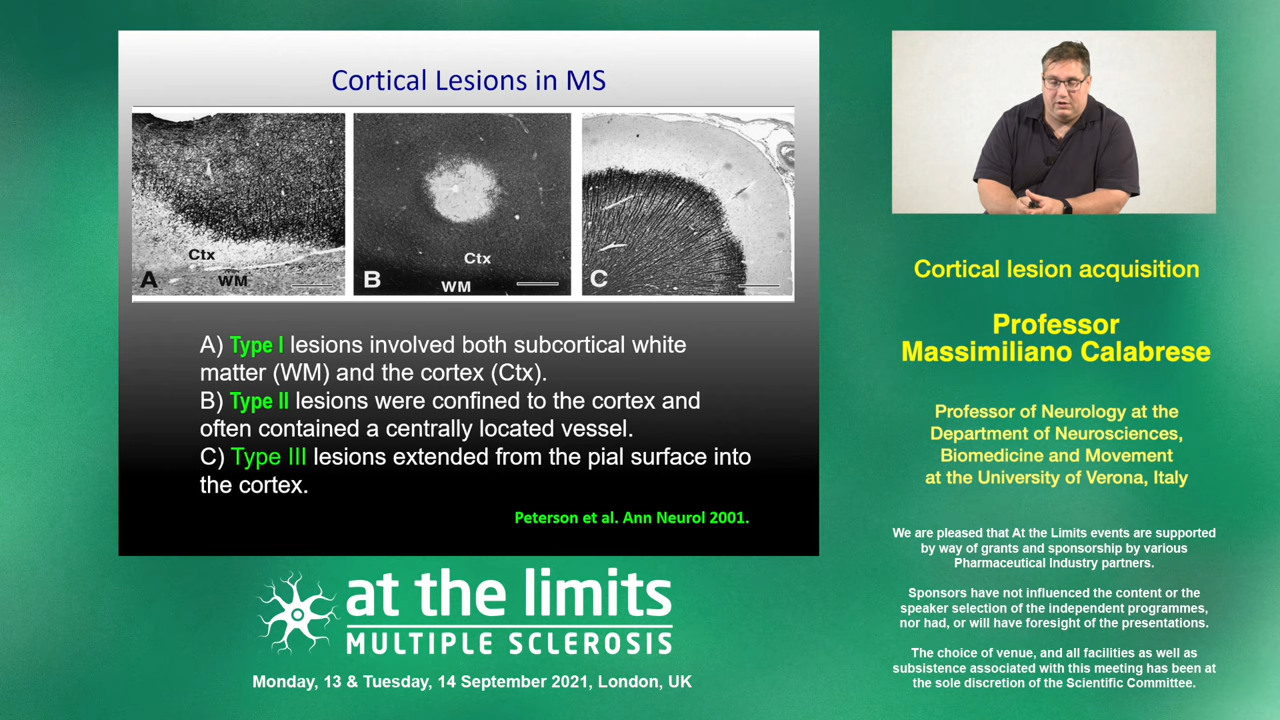 Cortical Lesions in MS
Ctx
WM
A
Ctx
WM
B
C
A) Type I lesions involved both subcortical white
matter (WM) and the cortex (Ctx).
B) Type II lesions were confined to the cortex and
often contained a centrally located vessel.
C) Type III lesions extended from the pial surface into
the cortex.
Peterson et al. Ann Neurol 2001.
at the limits
MULTIPLE SCLEROSIS
Monday, 13 & Tuesday, 14 September 2021, London, UK
Cortical lesion acquisition
Professor
Massimiliano Calabrese
Professor of Neurology at the
Department of Neurosciences,
Biomedicine and Movement
at the University of Verona, Italy
We are pleased that At the Limits events are supported
by way of grants and sponsorship by various
Pharmaceutical Industry partners.
Sponsors have not influenced the content or the
speaker selection of the independent programmes,
nor had, or will have foresight of the presentations.
The choice of venue, and all facilities as well as
subsistence associated with this meeting has been at
the sole discretion of the Scientific Committee.